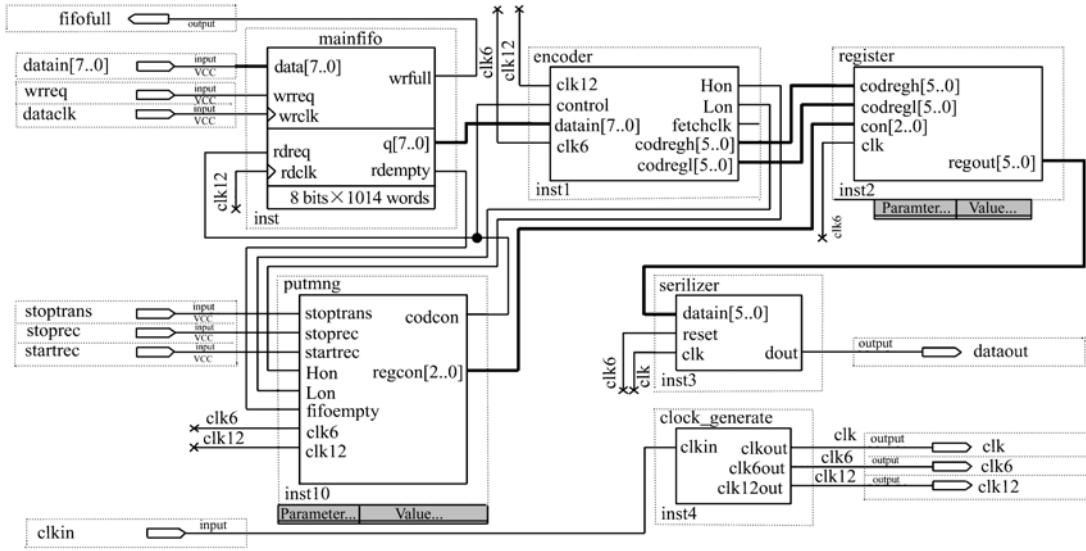 fifofull
output
datain[7..0]
input
VCC
wrreq
input
VCC
dataclk
input
VCC
mainfifo
data[7..0]
wrfull
wrreq
wrclk
q[7..0]
rdreq
rdempty
rdclk
8 bits×1014 words
inst
clk12
clk6
clk12
encoder
clk12
Hon
control
Lon
datain[7..0]
fetchclk
clk6
codregh[5..0]
codregl[5..0]
inst1
register
codregh[5..0]
codregl[5..0]
con[2..0]
clk
regout[5..0]
inst2
Paramter... Value...
clk6
stoptrans
input
VCC
stoprec
input
VCC
startrec
input
VCC
putmng
stoptrans
codcon
stoprec
startrec
Hon
regcon[2..0]
Lon
fifoempty
clk6
clk12
inst10
Parameter... Value...
clk6
clk12
serilizer
datain[5..0]
reset
clk
dout
inst3
clk6
clk
output
dataout
clock_generate
clkin
clkout
clk6out
clk12out
inst4
clk
output
clk
clk6
output
clk6
clk12
output
clk12
clkin
input